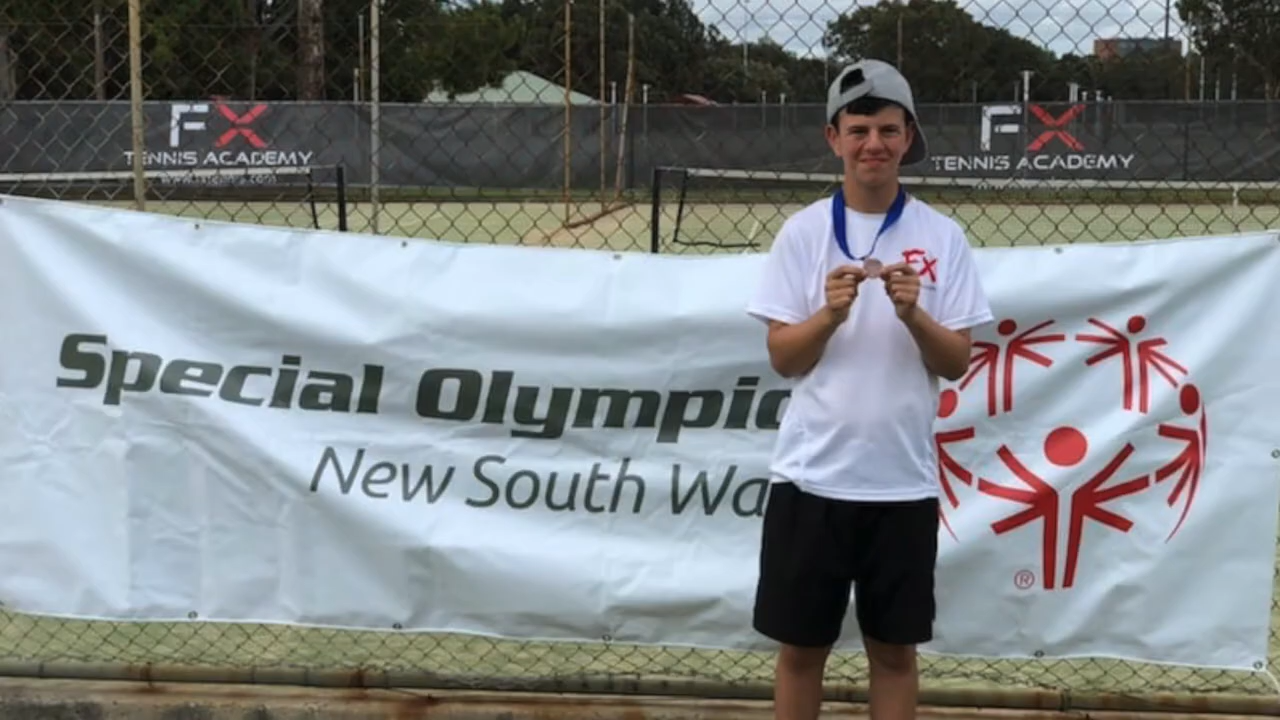 FX
TENNIS ACADEMY
FX
TENNIS ACADEMY
FX
Special Olympic
New South Wa
®